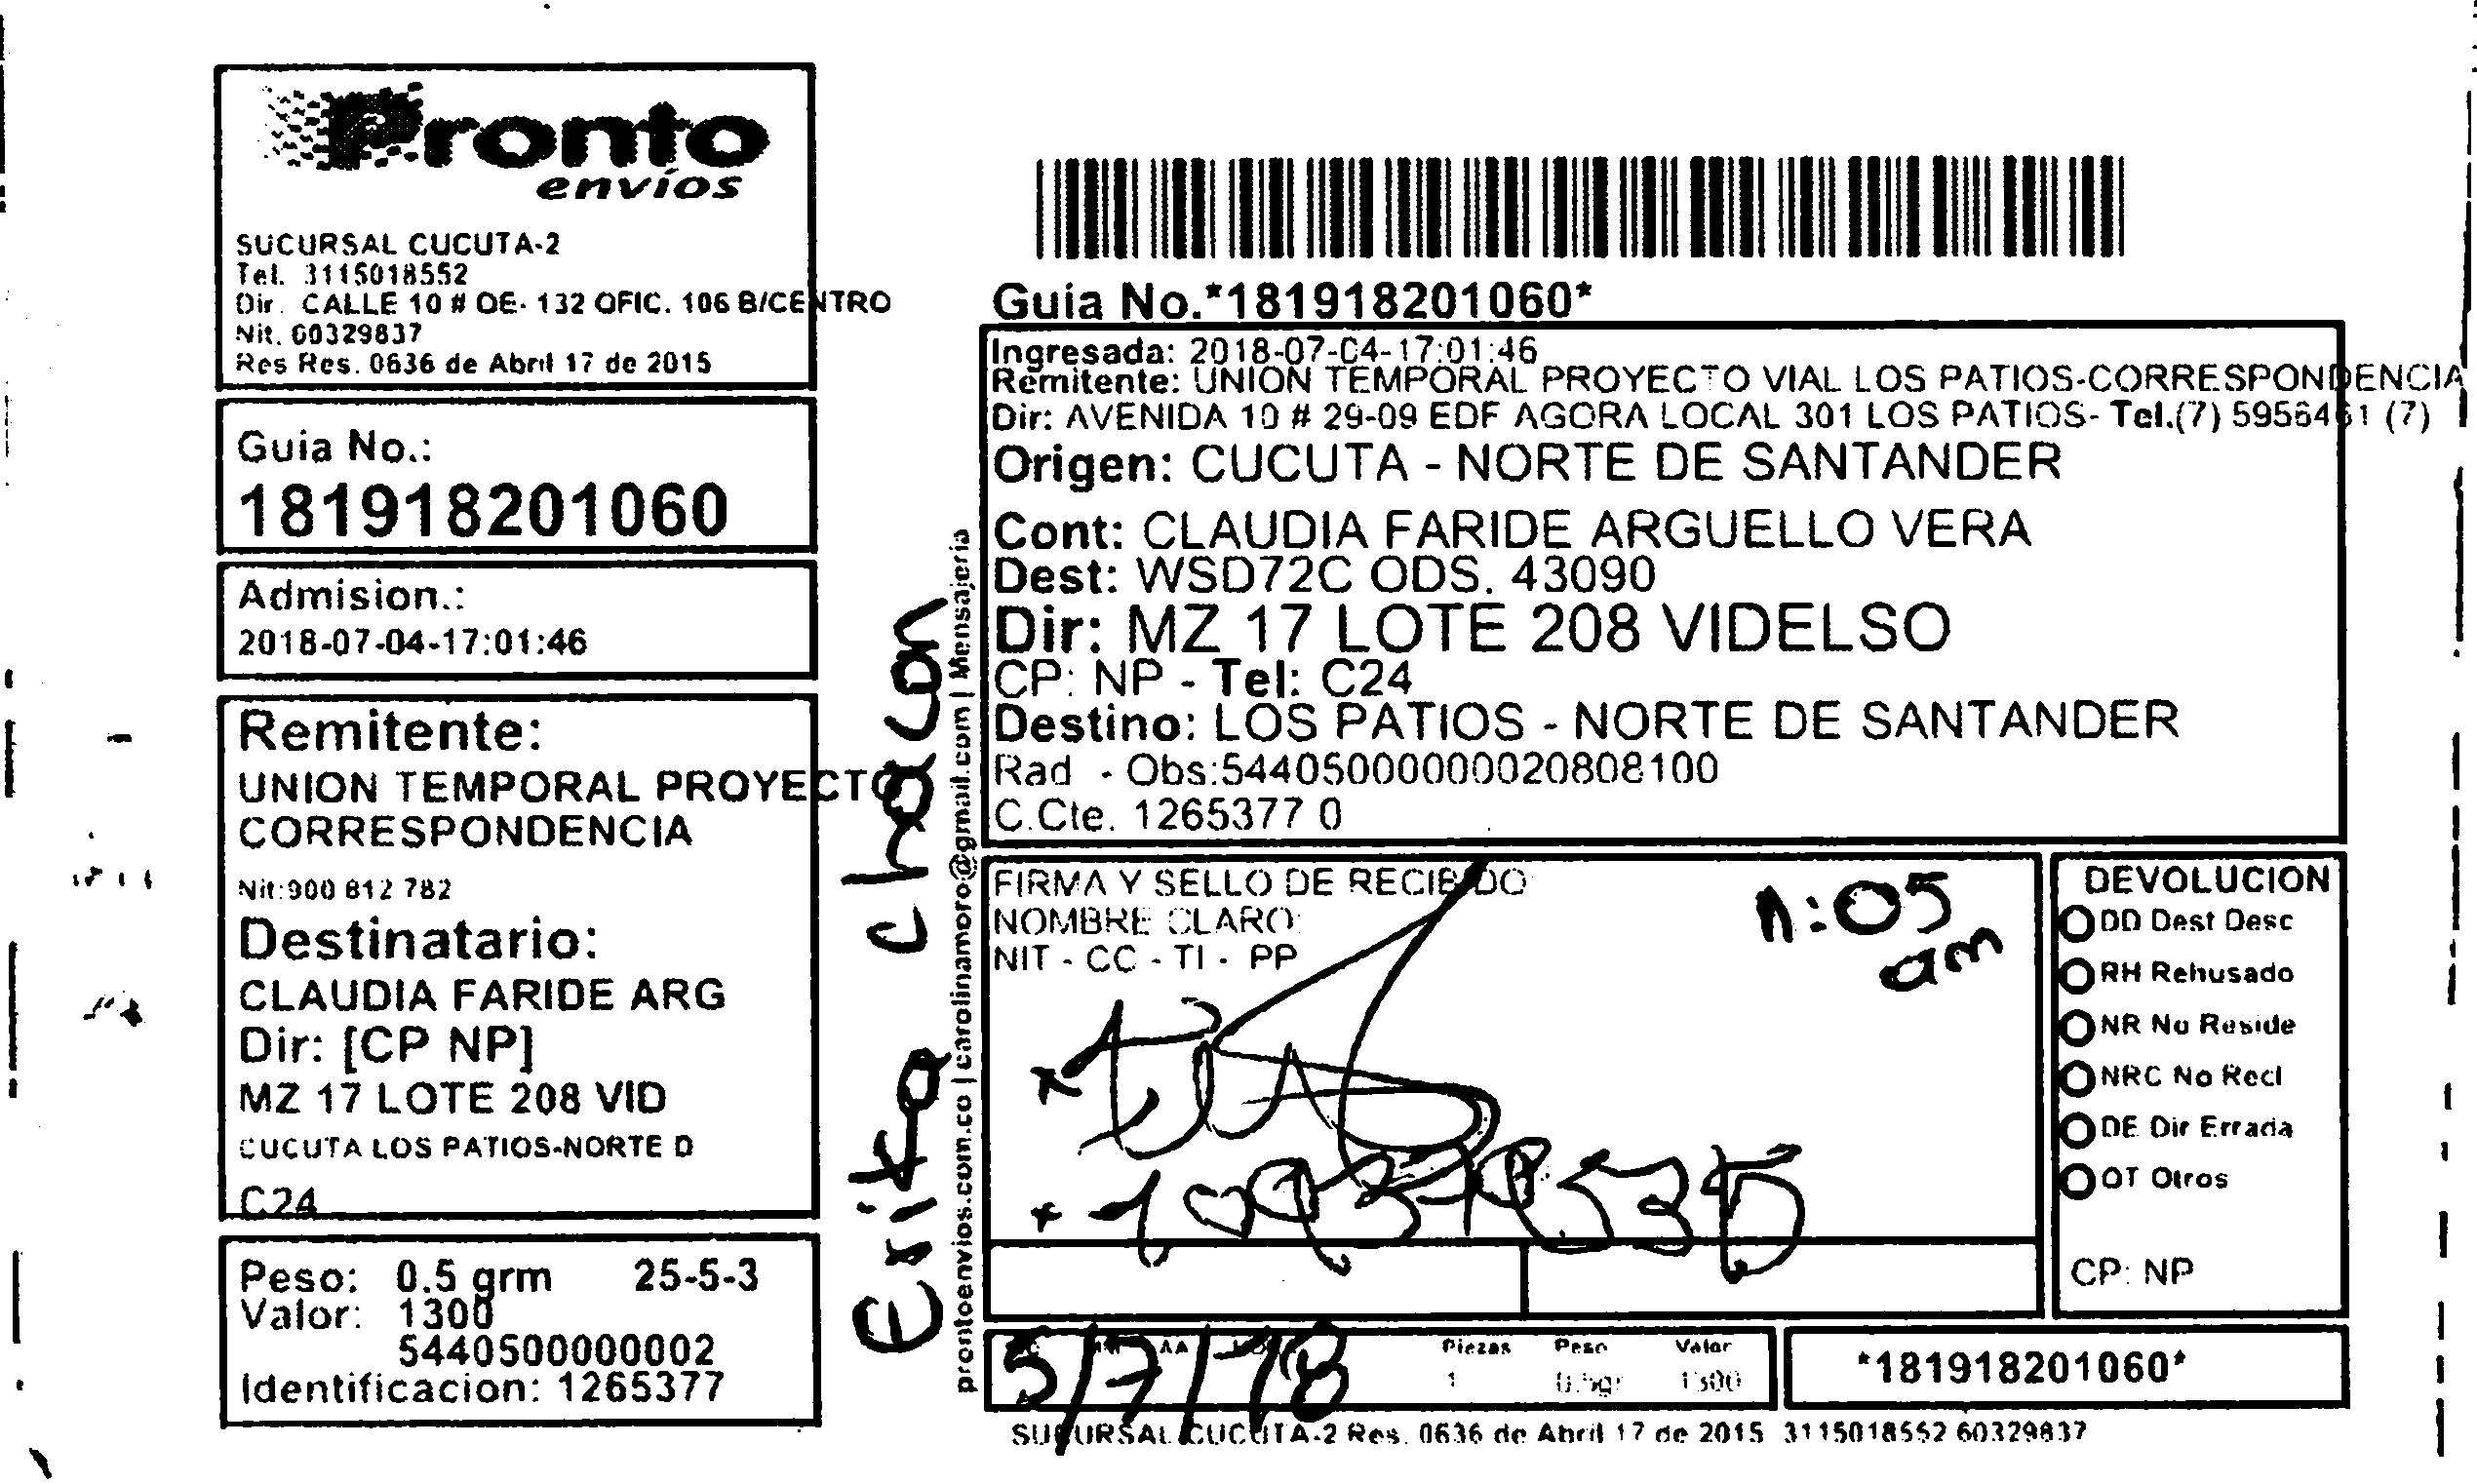 Pronto
envíos
SUCURSAL CUCUTA-2
Tel. 3115018552
Dir. CALLE 10 # OE- 132 OFIC. 106 B/CENTRO
Nit. 60329837
Res Res. 0636 de Abril 17 de 2015
Guia No.:
181918201060
Admision.:
2018-07-04-17:01:46
Remitente:
UNION TEMPORAL PROYECTO
CORRESPONDENCIA
Nit:900 812 782
Destinatario:
CLAUDIA FARIDE ARG
Dir: [CP NP]
MZ 17 LOTE 208 VID
CUCUTA LOS PATIOS-NORTE D
C24
Peso: 0.5 grm 25-5-3
Valor: 1300
5440500000002
Identificacion: 1265377
Erika chacon
prontoenvios.com.co | carolinamoro@gmail.com | Mensajeria
Guia No.*181918201060*
Ingresada: 2018-07-04-17:01:46
Remitente: UNION TEMPORAL PROYECTO VIAL LOS PATIOS-CORRESPONDENCIA
Dir: AVENIDA 10 # 29-09 EDF AGORA LOCAL 301 LOS PATIOS- Tel.(7) 5956461 (7)
Origen: CUCUTA - NORTE DE SANTANDER
Cont: CLAUDIA FARIDE ARGUELLO VERA
Dest: WSD72C ODS. 43090
Dir: MZ 17 LOTE 208 VIDELSO
CP: NP - Tel: C24
Destino: LOS PATIOS - NORTE DE SANTANDER
Rad - Obs:544050000000020808100
C.Cte. 1265377 0
FIRMA Y SELLO DE RECIBIDO
NOMBRE CLARO:
NIT - CC - TI - PP
11:05
am
DEVOLUCION
DD Dest Desc
RH Rehusado
NR No Reside
NRC No Recl
DE Dir Errada
OT Otros
CP: NP
AA
5/7/18
Piezas Peso Valor
1 0.5gr 1300
*181918201060*
SUCURSAL CUCUTA-2 Res. 0636 de Abril 17 de 2015 3115018552 60329837